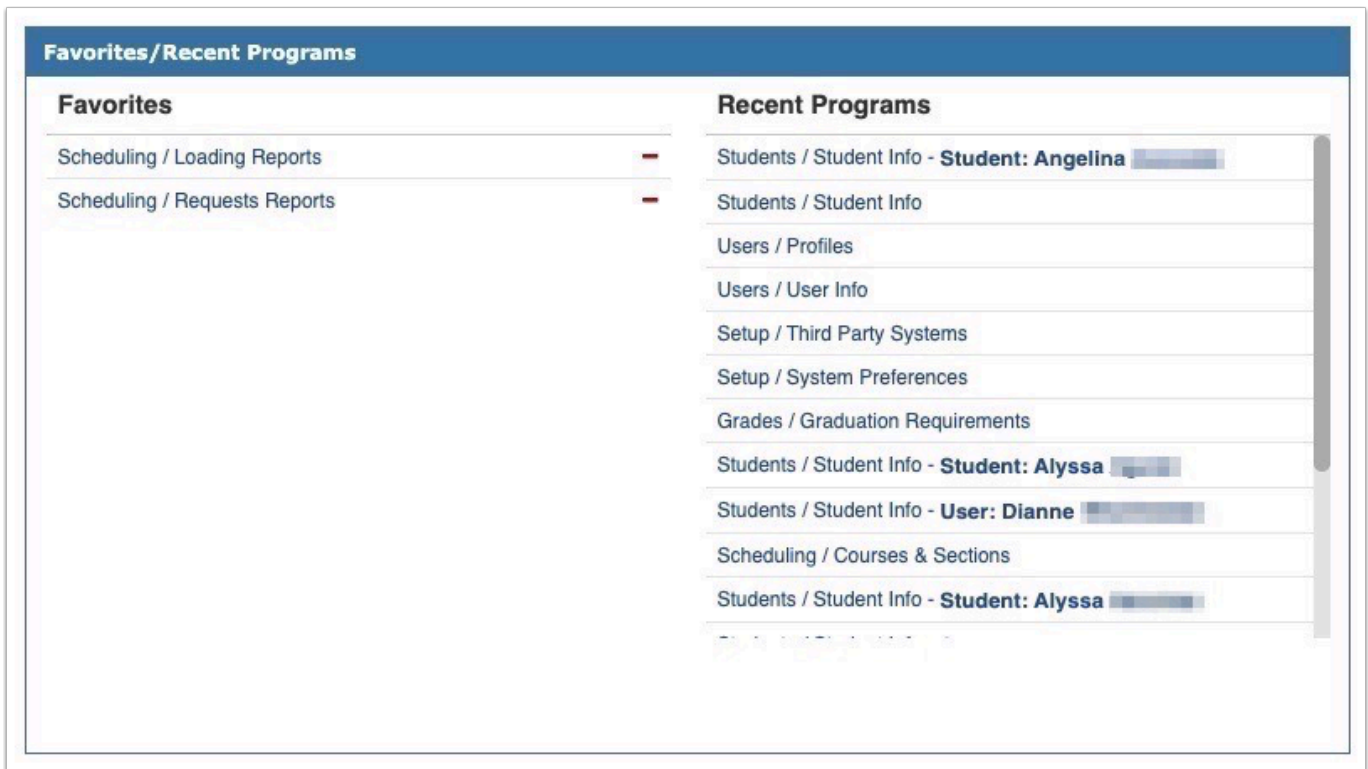 Favorites/Recent Programs
Favorites
Scheduling / Loading Reports
Scheduling / Requests Reports
Recent Programs
Students / Student Info - Student: Angelina
Students / Student Info
Users / Profiles
Users / User Info
Setup / Third Party Systems
Setup / System Preferences
Grades / Graduation Requirements
Students / Student Info - Student: Alyssa
Students / Student Info - User: Dianne
Scheduling / Courses & Sections
Students / Student Info - Student: Alyssa